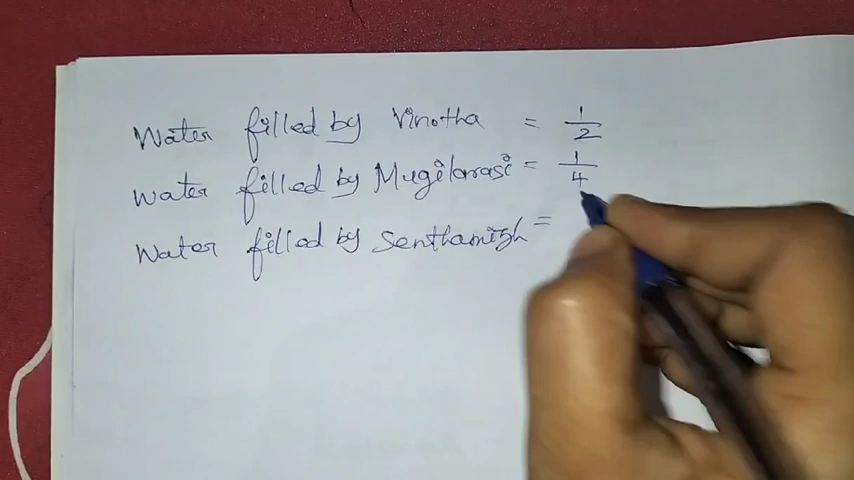 Water filled by Vinotha = 1/2
Water filled by Mugilarasi = 1/4
Water filled by Senthamizh =